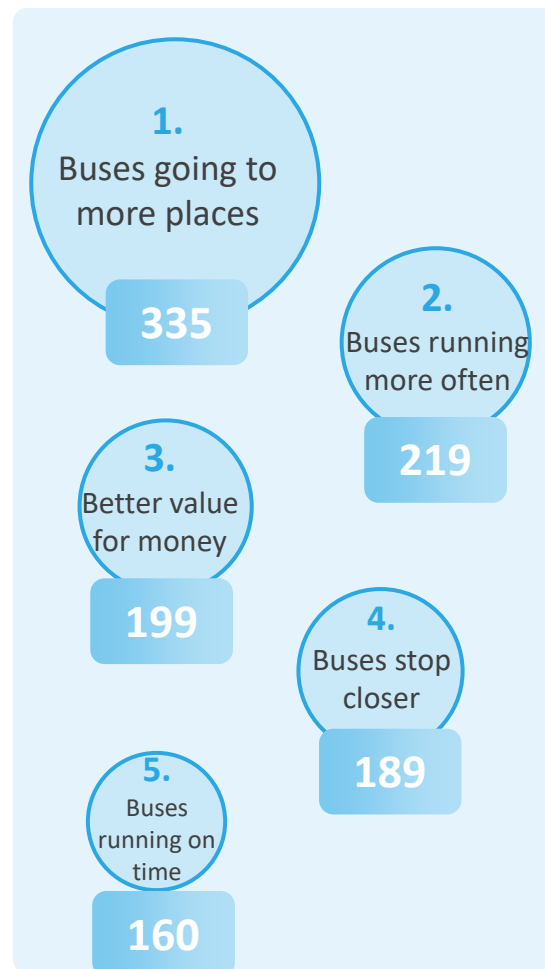 1.
Buses going to
more places
335
2.
Buses running
more often
219
3.
Better value
for money
199
4.
Buses stop
closer
189
5.
Buses
running on
time
160